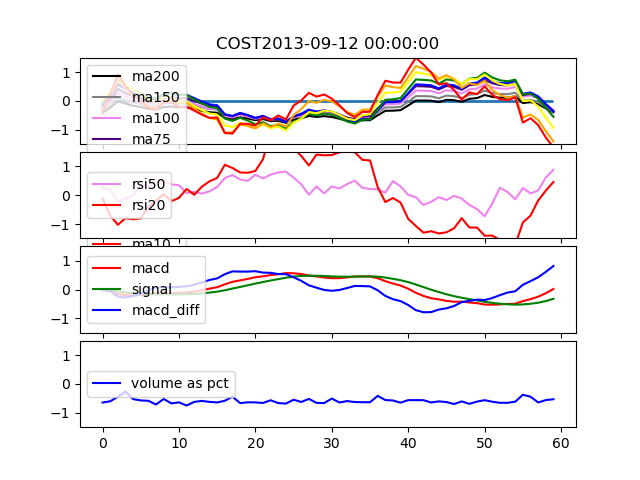 COST2013-09-12 00:00:00
1
0
−1
ma200
ma150
ma100
ma75
1
0
−1
rsi50
rsi20
ma10
1
0
−1
macd
signal
macd_diff
1
0
−1
volume as pct
0
10
20
30
40
50
60